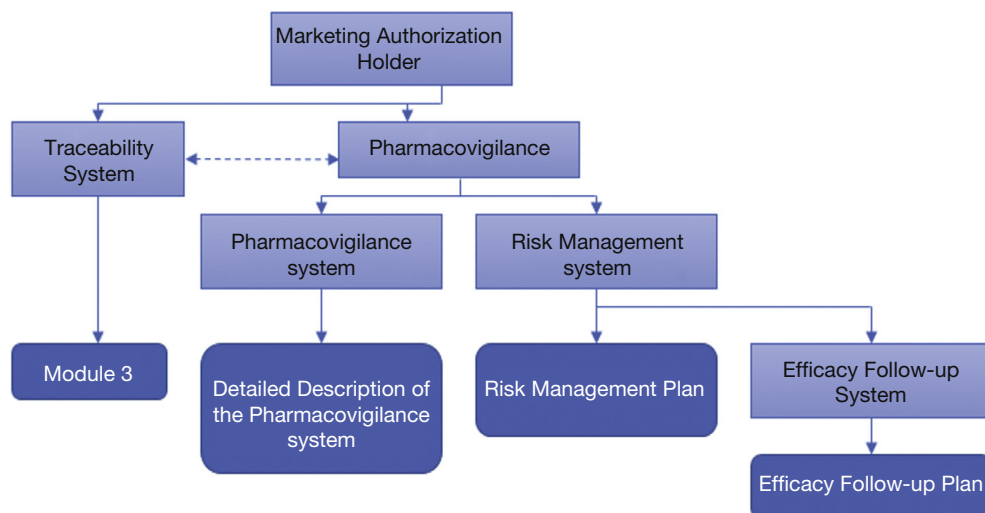 Marketing Authorization
Holder
Traceability
System
Pharmacovigilance
Pharmacovigilance
system
Risk Management
system
Module 3
Detailed Description of
the Pharmacovigilance
system
Risk Management Plan
Efficacy Follow-up
System
Efficacy Follow-up Plan